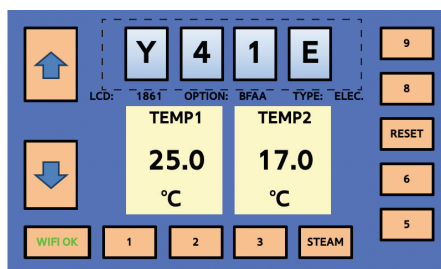 Y 4 1 E
9
LCD: 1861 OPTION: BFAA TYPE: ELEC.
8
TEMP1 TEMP2
RESET
25.0 17.0
°C °C
6
5
WIFI OK 1 2 3 STEAM